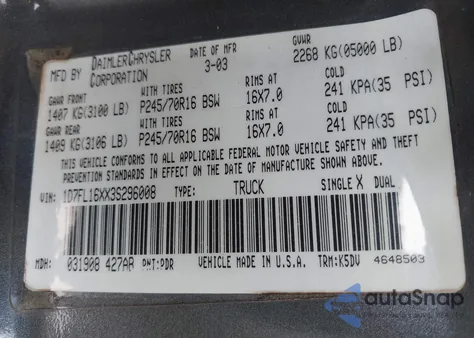 MFD BY DAIMLERCHRYSLER CORPORATION
DATE OF MFR 3-03
GVWR 2268 KG(05000 LB)
GAWR FRONT WITH TIRES RIMS AT COLD
1407 KG(3100 LB) P245/70R16 BSW 16X7.0 241 KPA(35 PSI)
GAWR REAR WITH TIRES RIMS AT COLD
1409 KG(3106 LB) P245/70R16 BSW 16X7.0 241 KPA(35 PSI)
THIS VEHICLE CONFORMS TO ALL APPLICABLE FEDERAL MOTOR VEHICLE SAFETY AND THEFT
PREVENTION STANDARDS IN EFFECT ON THE DATE OF MANUFACTURE SHOWN ABOVE.
VIN: 1D7FL16XX3S296008 TYPE: TRUCK SINGLE X DUAL
MDH: 031908 427AB PNT:PDR VEHICLE MADE IN U.S.A. TRM:K5DV 4648503
autoSnap